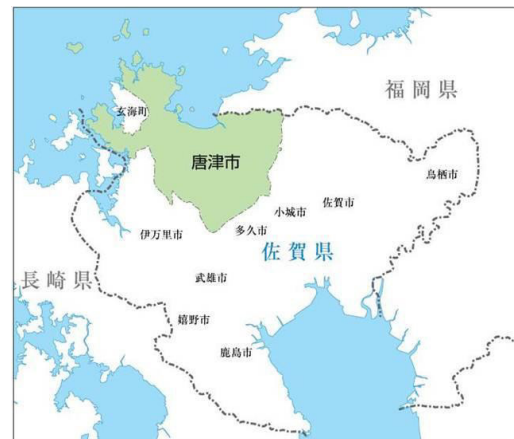 福岡県
玄海町
唐津市
鳥栖市
佐賀市
小城市
多久市
伊万里市
佐賀県
長崎県
武雄市
嬉野市
鹿島市